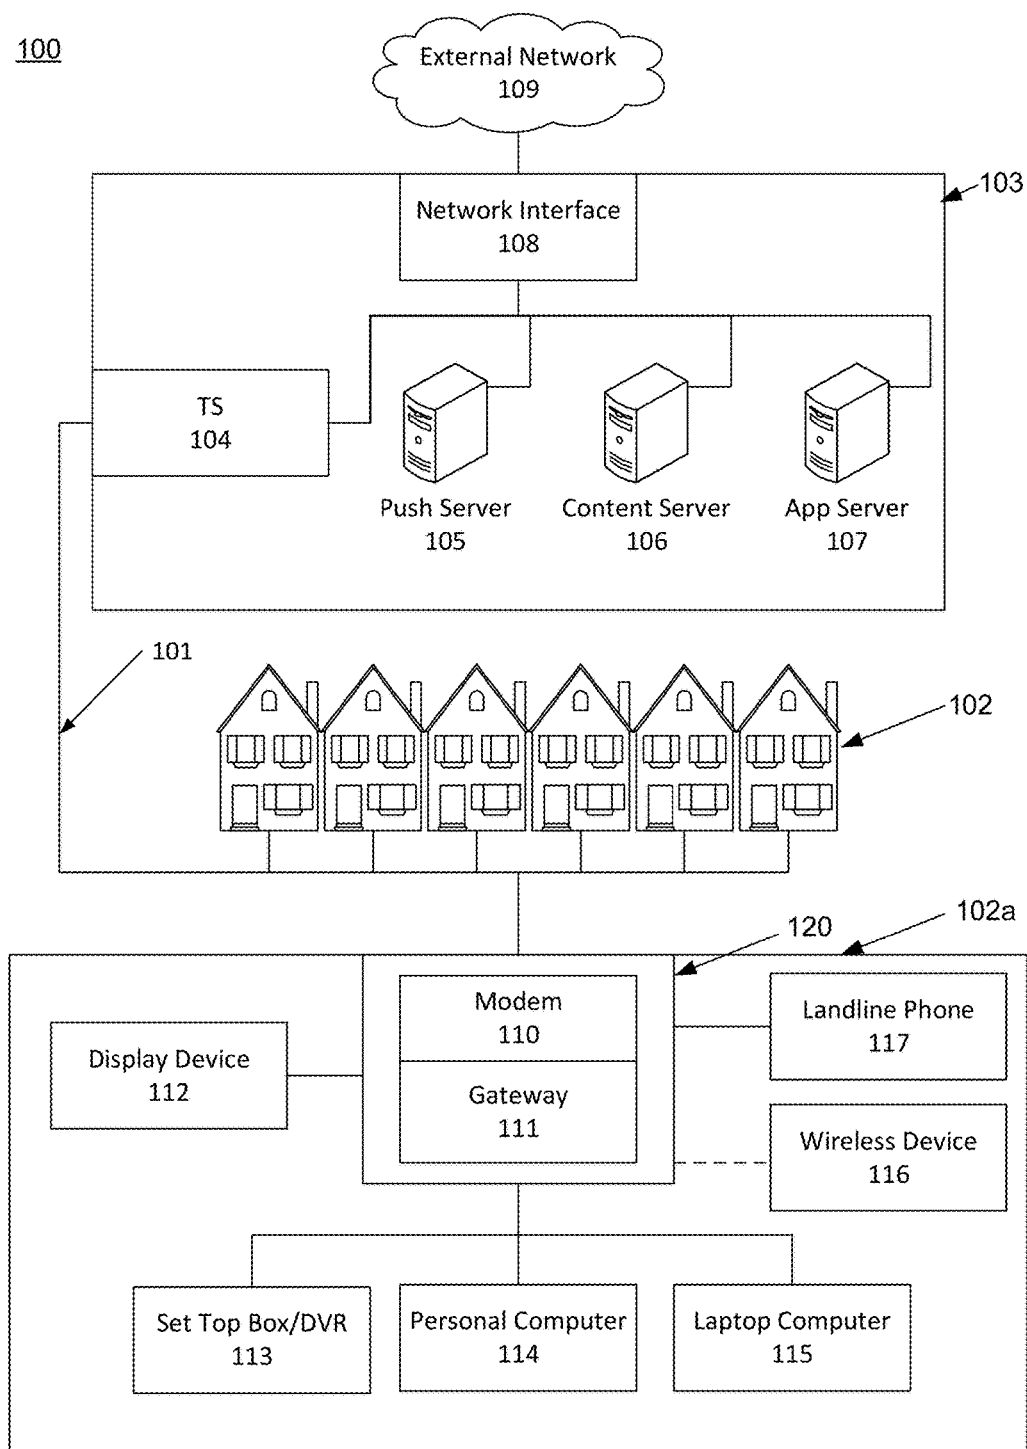 100
External Network
109
103
Network Interface
108
TS
104
Push Server
105
Content Server
106
App Server
107
101
102
120
102a
Modem
110
Landline Phone
117
Display Device
112
Gateway
111
Wireless Device
116
Set Top Box/DVR
113
Personal Computer
114
Laptop Computer
115